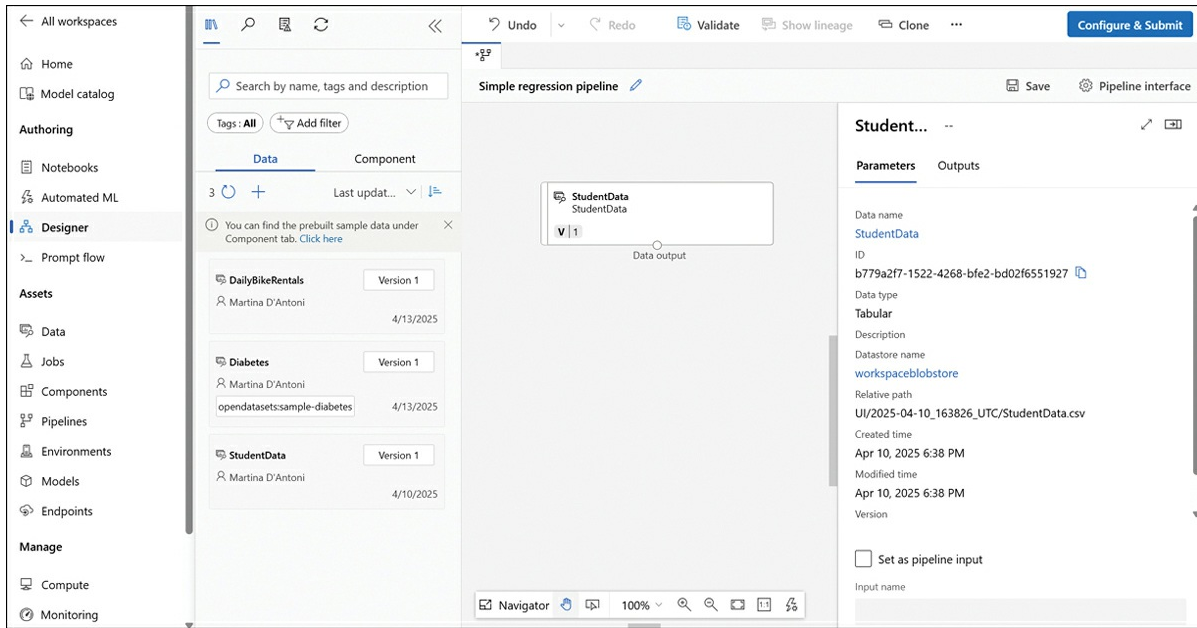 All workspaces
Home
Model catalog
Authoring
Notebooks
Automated ML
Designer
Prompt flow
Assets
Data
Jobs
Components
Pipelines
Environments
Models
Endpoints
Manage
Compute
Monitoring
Search by name, tags and description
Tags : All
Add filter
Data
Component
3
Last updat...
You can find the prebuilt sample data under
Component tab. Click here
DailyBikeRentals
Version 1
Martina D'Antoni
4/13/2025
Diabetes
Version 1
Martina D'Antoni
opendatasets:sample-diabetes
4/13/2025
StudentData
Version 1
Martina D'Antoni
4/10/2025
Undo
Redo
Validate
Show lineage
Clone
...
Configure & Submit
Simple regression pipeline
Save
Pipeline interface
StudentData
StudentData
V 1
Data output
Navigator
100%
1:1
Student... --
Parameters
Outputs
Data name
StudentData
ID
b779a2f7-1522-4268-bfe2-bd02f6551927
Data type
Tabular
Description
Datastore name
workspaceblobstore
Relative path
UI/2025-04-10_163826_UTC/StudentData.csv
Created time
Apr 10, 2025 6:38 PM
Modified time
Apr 10, 2025 6:38 PM
Version
Set as pipeline input
Input name